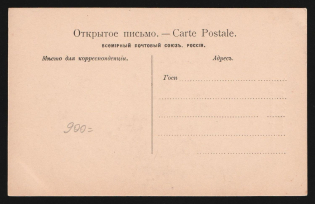 Открытое письмо. — Carte Postale.
ВСЕМІРНЫЙ ПОЧТОВЫЙ СОЮЗЪ. РОССІЯ.
Мѣсто для корреспонденціи.
Адресъ.
Госп
900=